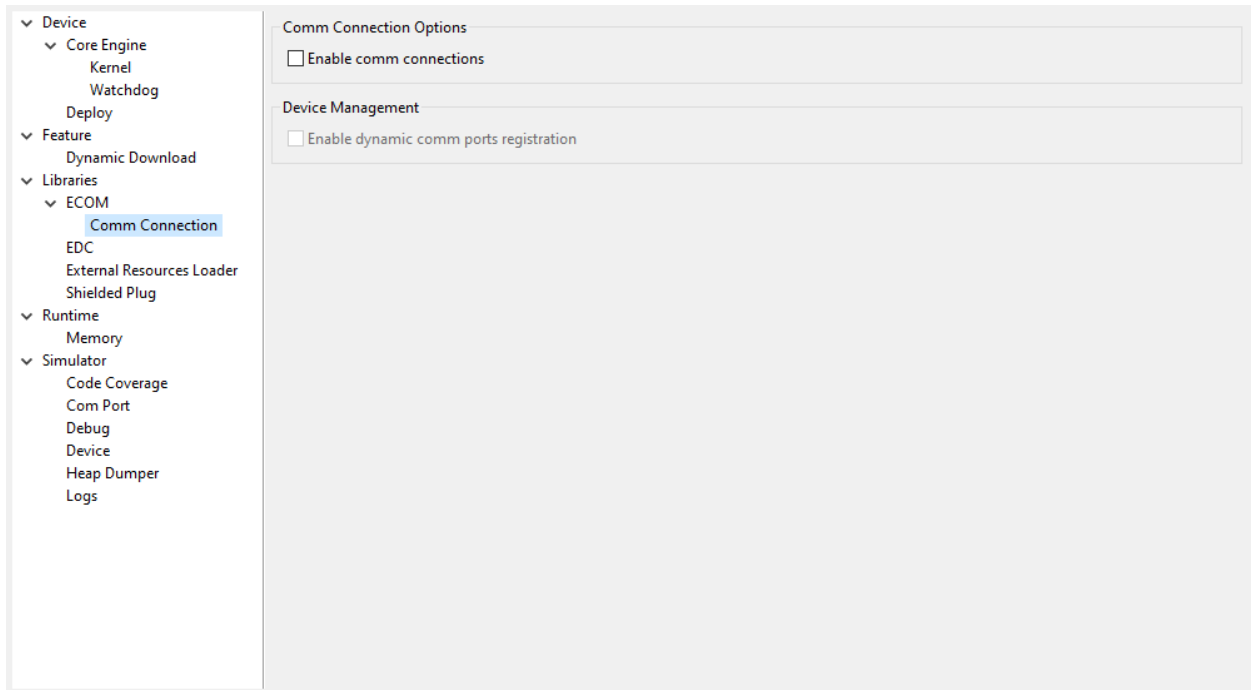 Device
Core Engine
Kernel
Watchdog
Deploy
Feature
Dynamic Download
Libraries
ECOM
Comm Connection
EDC
External Resources Loader
Shielded Plug
Runtime
Memory
Simulator
Code Coverage
Com Port
Debug
Device
Heap Dumper
Logs
Comm Connection Options
Enable comm connections
Device Management
Enable dynamic comm ports registration